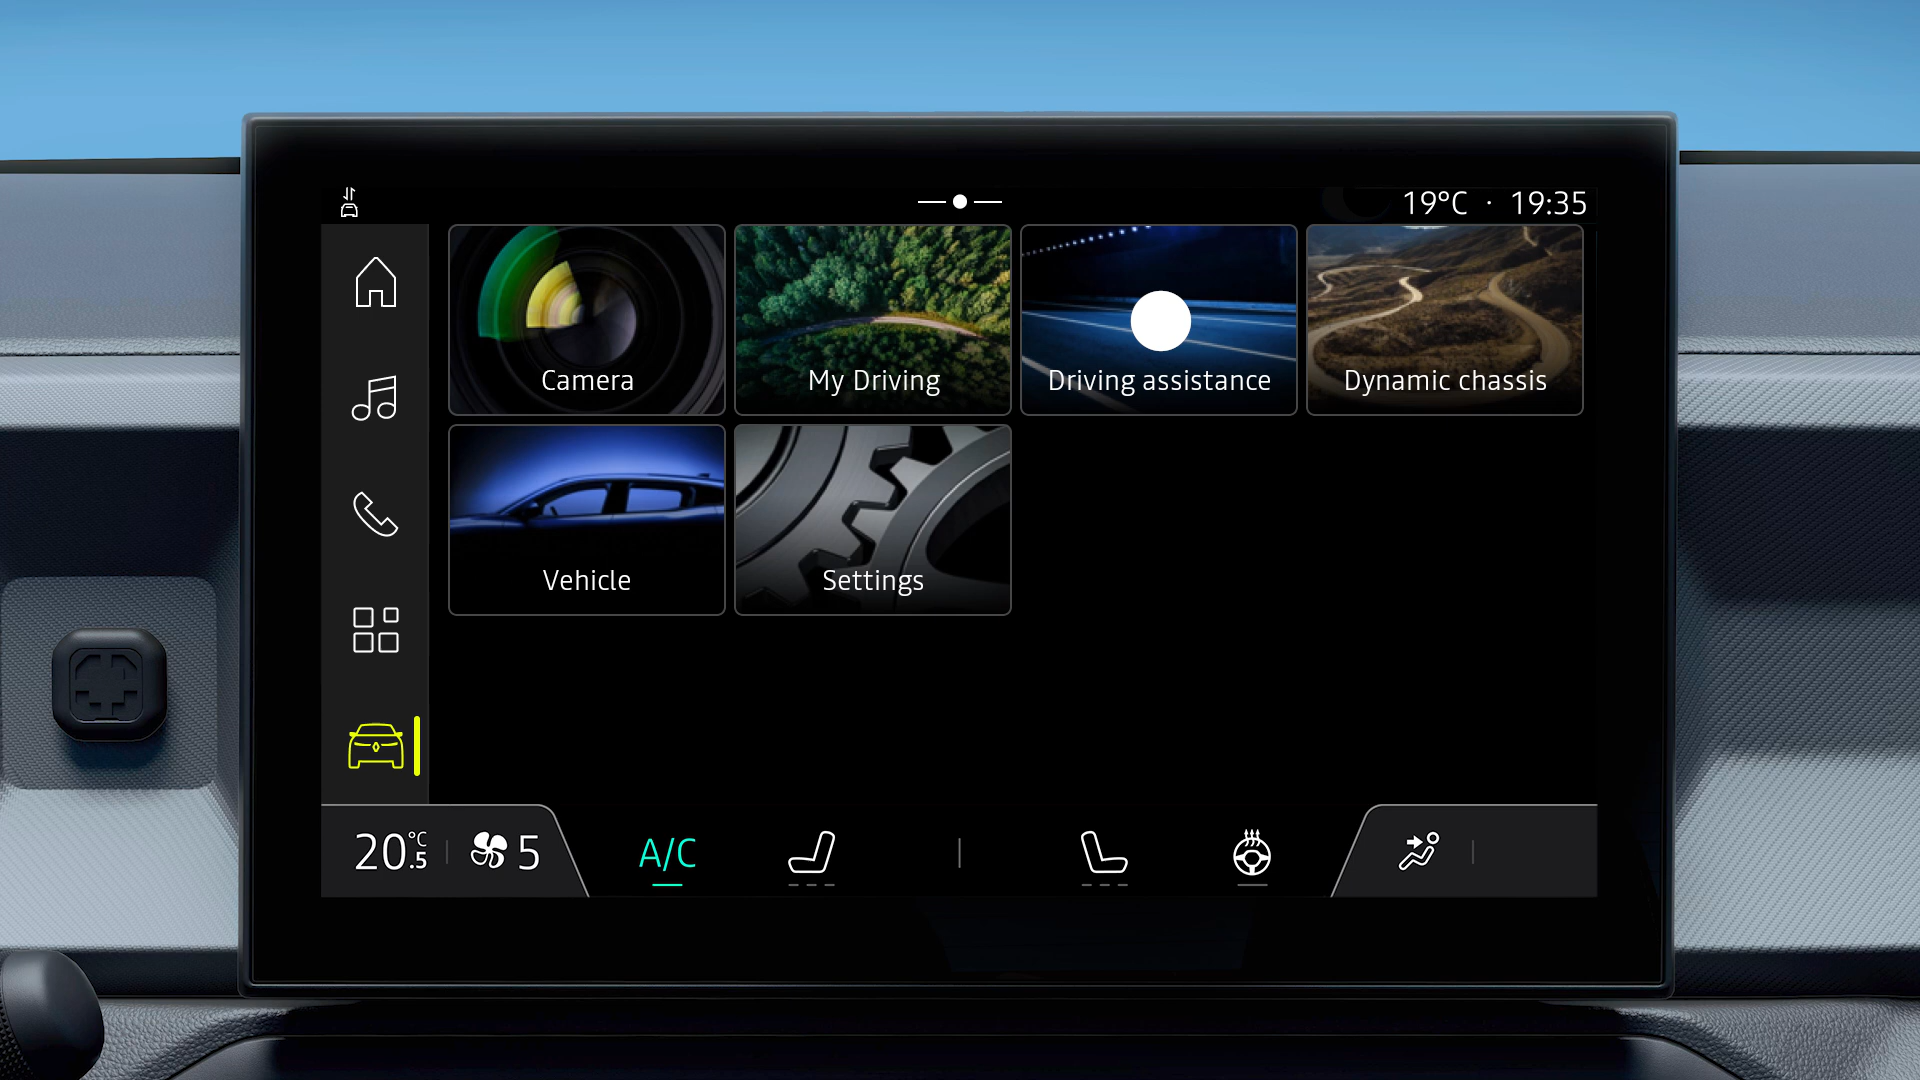 19°C · 19:35
Camera
My Driving
Driving assistance
Dynamic chassis
Vehicle
Settings
20.5°C
5
A/C